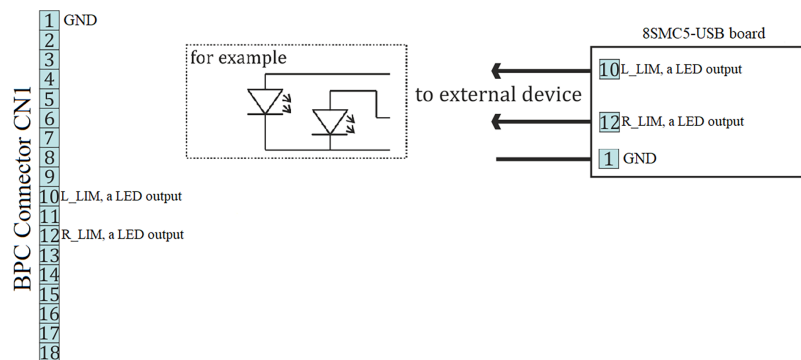 BPC Connector CN1
1 GND
2
3
4
5
6
7
8
9
10 L_LIM, a LED output
11
12 R_LIM, a LED output
13
14
15
16
17
18
for example
to external device
8SMC5-USB board
10 L_LIM, a LED output
12 R_LIM, a LED output
1 GND